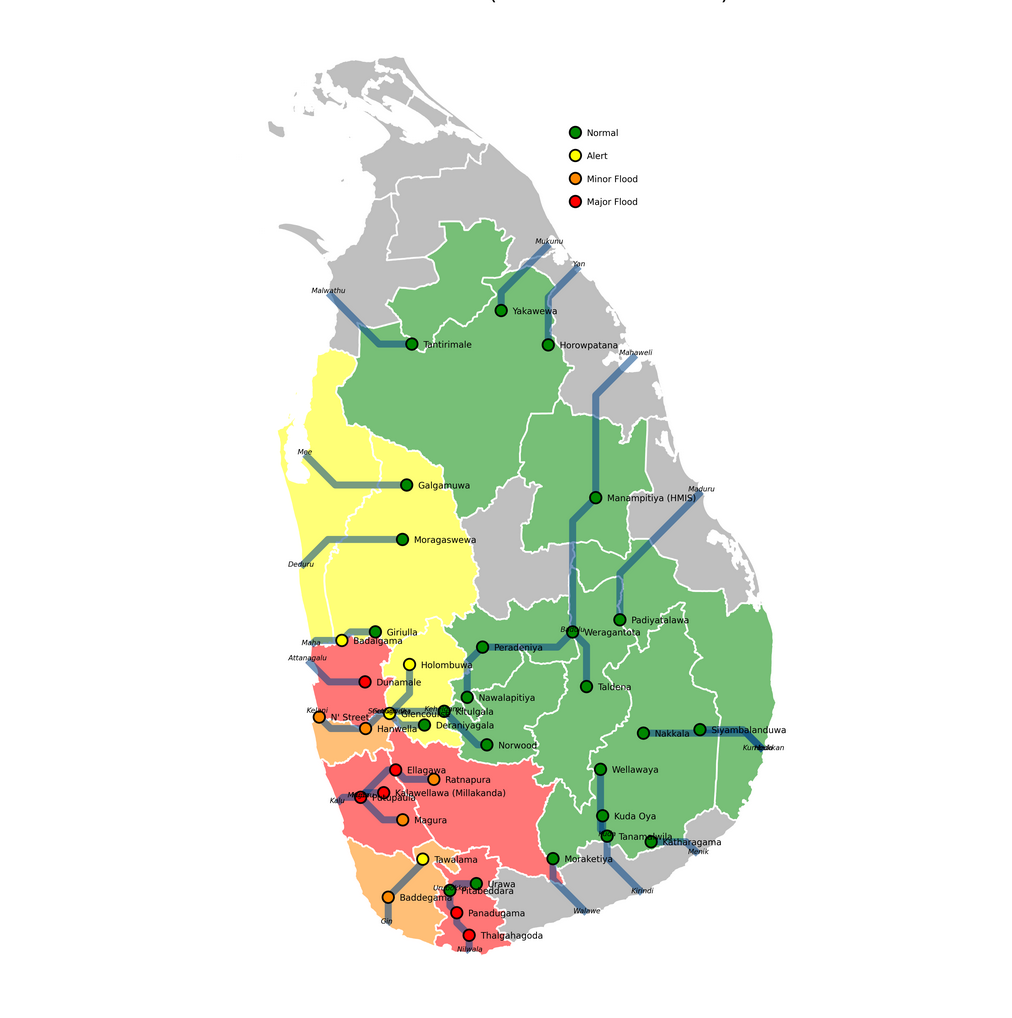 Normal
Alert
Minor Flood
Major Flood
Mukunu
Yan
Malwathu
Yakawewa
Tantirimale
Horowpatana
Mahaweli
Mee
Galgamuwa
Maduru
Manampitiya (HMIS)
Moragaswewa
Deduru
Padiyatalawa
Giriulla
Weragantota
Maha
Badalgama
Peradeniya
Attanagalu
Holombuwa
Dunamale
Taldena
Nawalapitiya
Kelani
N' Street
Glencourse
Kitulgala
Deraniyagala
Hanwella
Nakkala
Siyambalanduwa
Norwood
Ellagawa
Wellawaya
Ratnapura
Kalawellawa (Millakanda)
Kalu
Putupaula
Magura
Kuda Oya
Tanamalwila
Katharagama
Menik
Tawalama
Moraketiya
Urawa
Pitabeddara
Kirindi
Baddegama
Walawe
Panadugama
Gin
Thalgahagoda
Nilwala